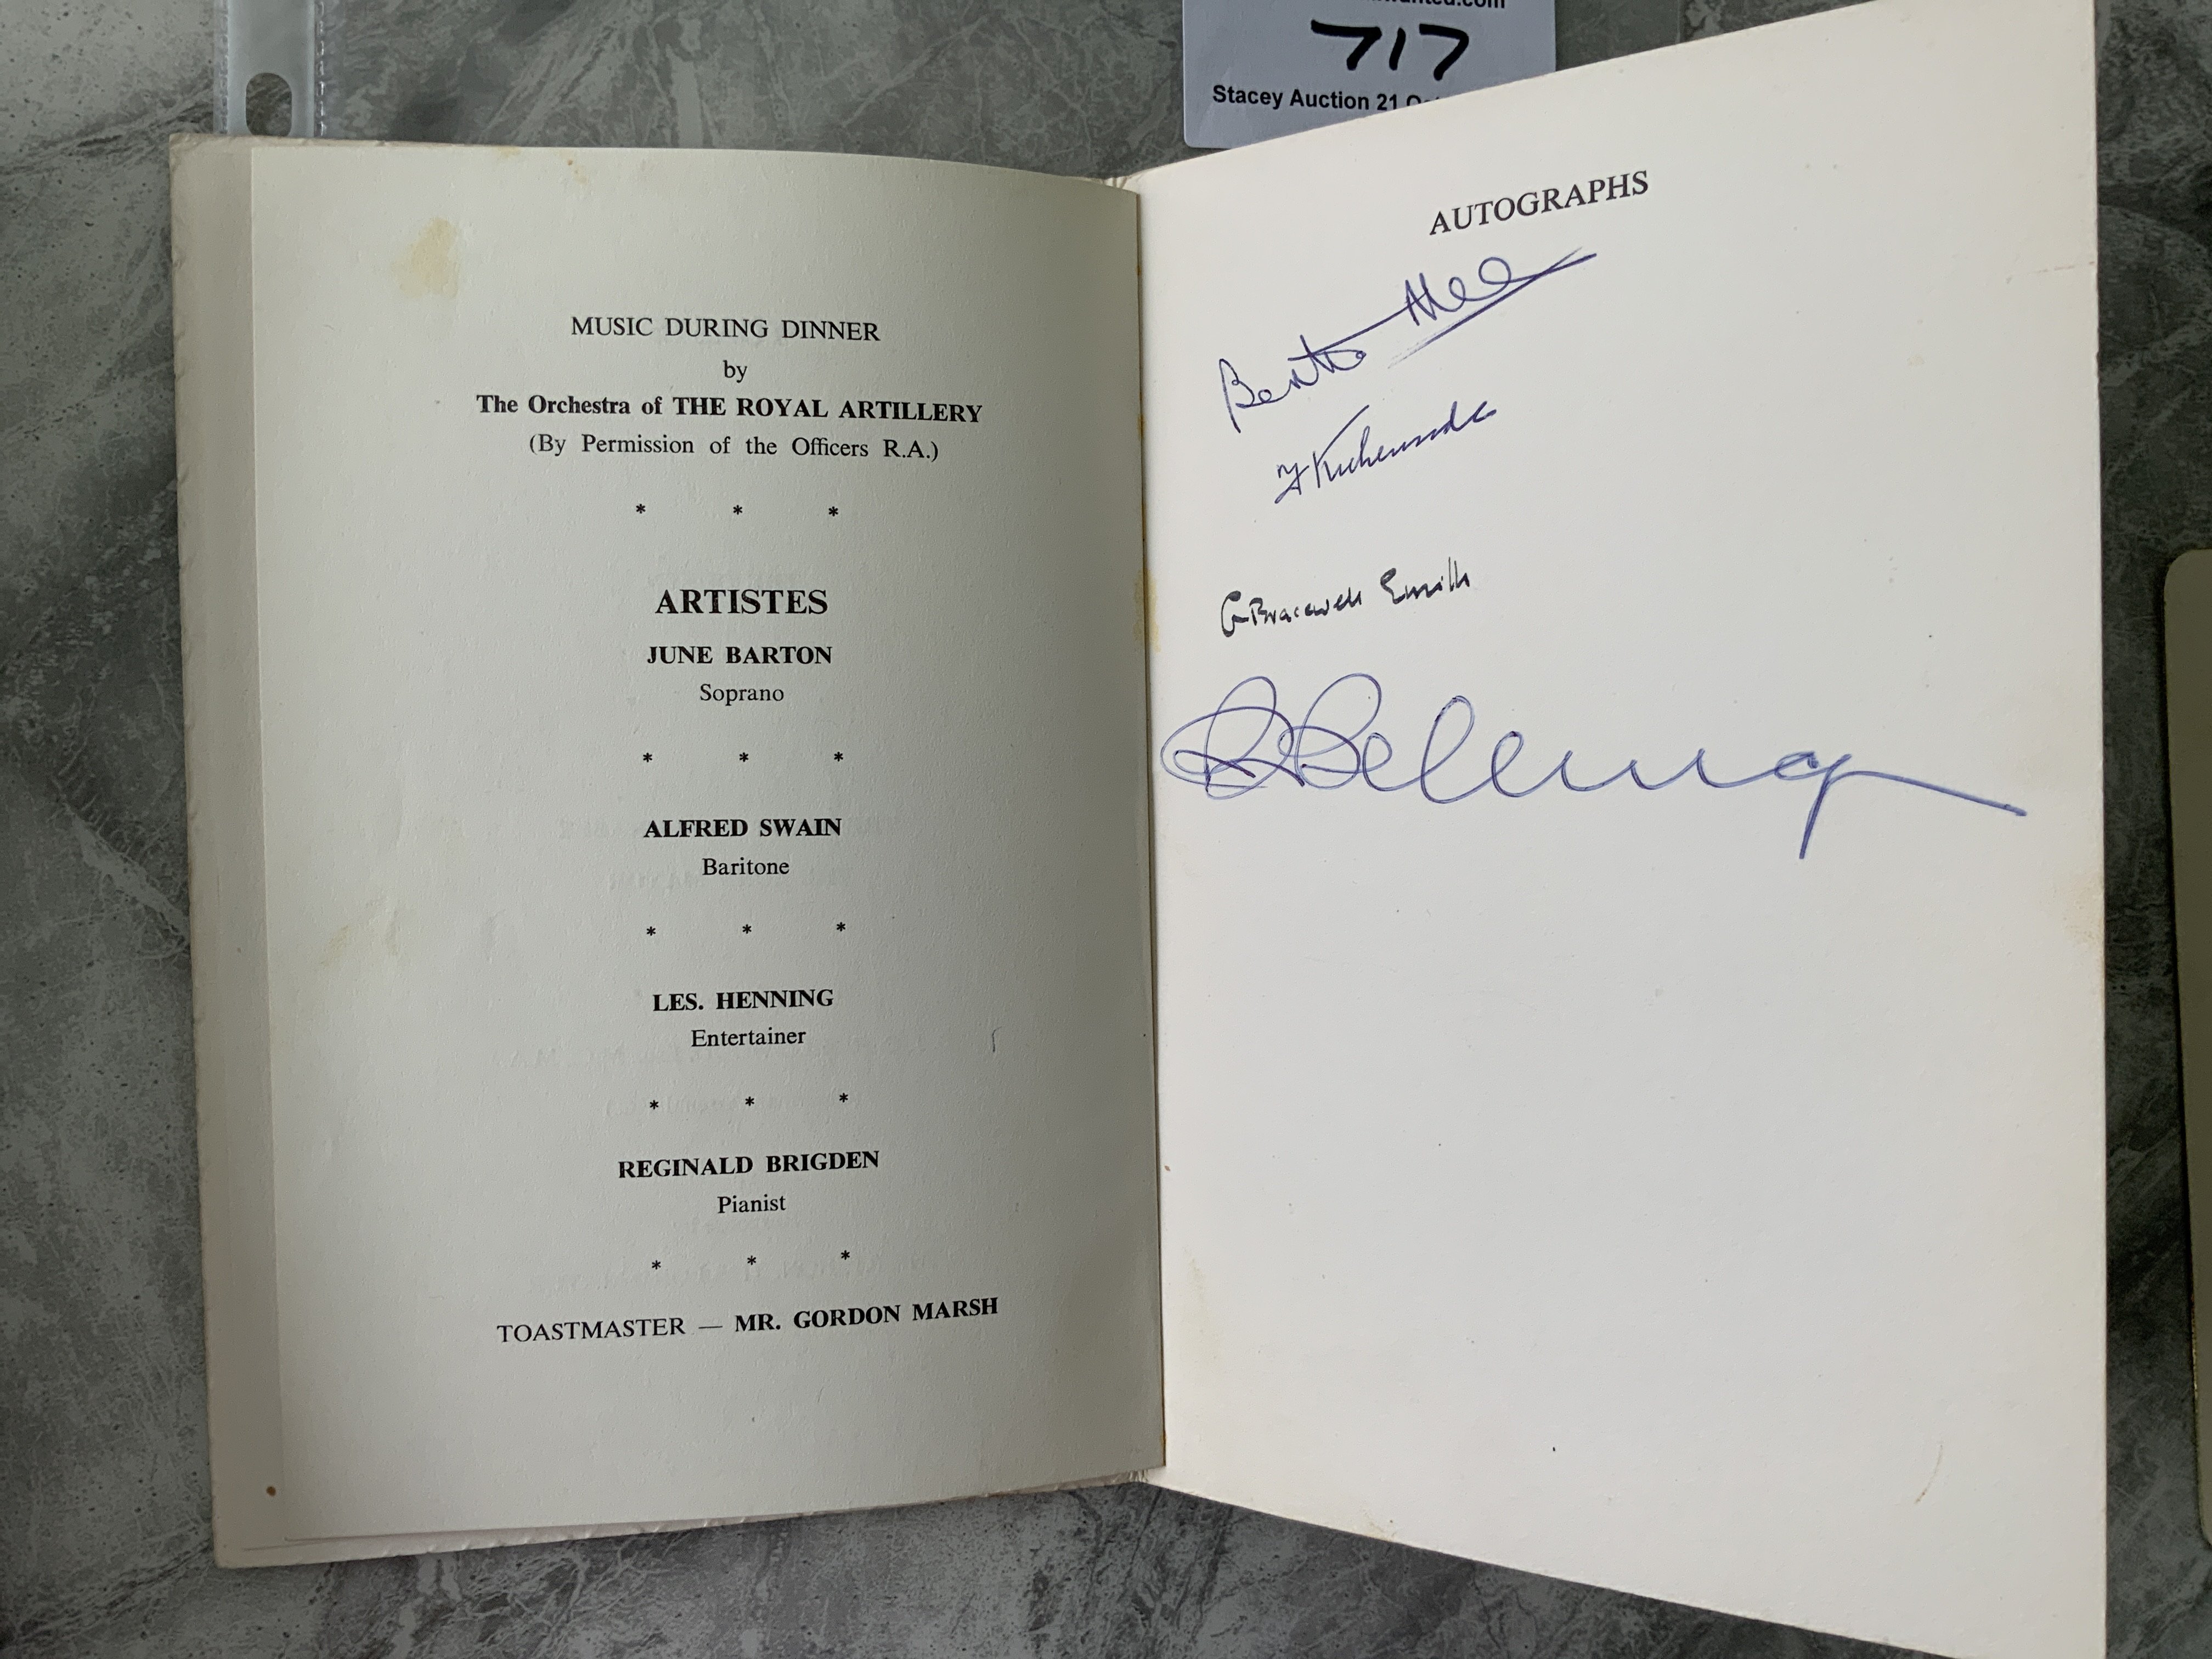 717
Stacey Auction 21
MUSIC DURING DINNER
by
The Orchestra of THE ROYAL ARTILLERY
(By Permission of the Officers R.A.)
* * *
ARTISTES
JUNE BARTON
Soprano
* * *
ALFRED SWAIN
Baritone
* * *
LES. HENNING
Entertainer
* * *
REGINALD BRIGDEN
Pianist
* * *
TOASTMASTER — MR. GORDON MARSH
AUTOGRAPHS
Bertie Mee
G Bracewell Smith